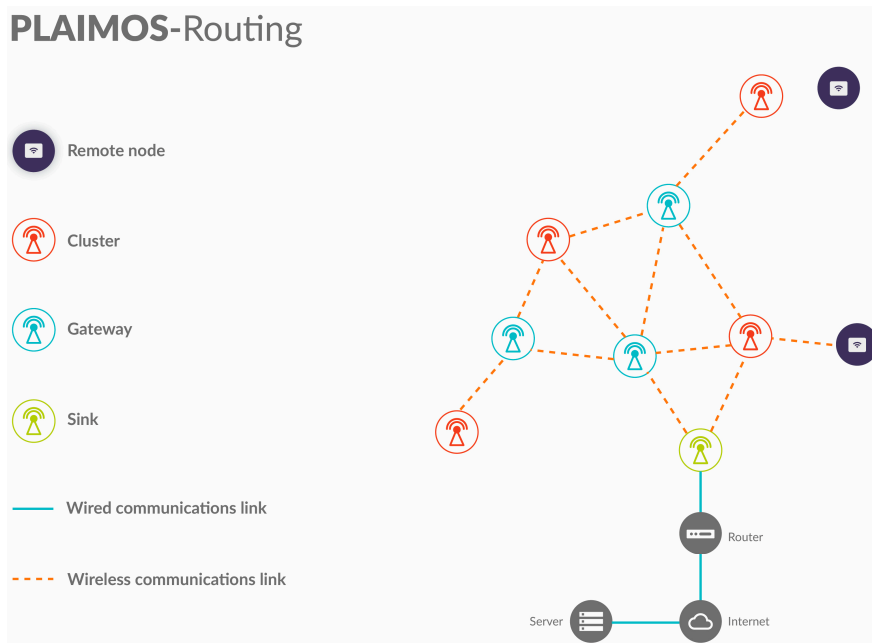 PLAIMOS-Routing
Remote node
Cluster
Gateway
Sink
Wired communications link
Router
Wireless communications link
Server
Internet